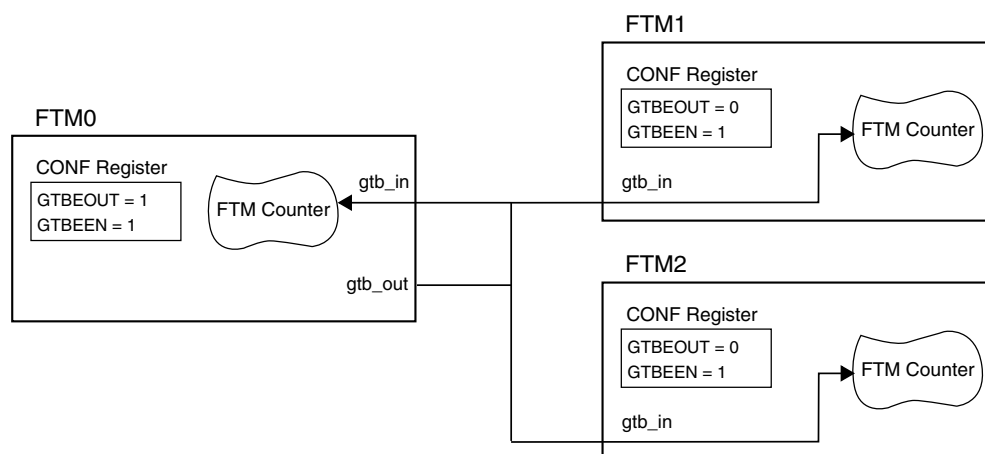 FTM0
CONF Register
GTBEOUT = 1
GTBEEN = 1
FTM Counter
gtb_in
gtb_out
FTM1
CONF Register
GTBEOUT = 0
GTBEEN = 1
FTM Counter
gtb_in
FTM2
CONF Register
GTBEOUT = 0
GTBEEN = 1
FTM Counter
gtb_in